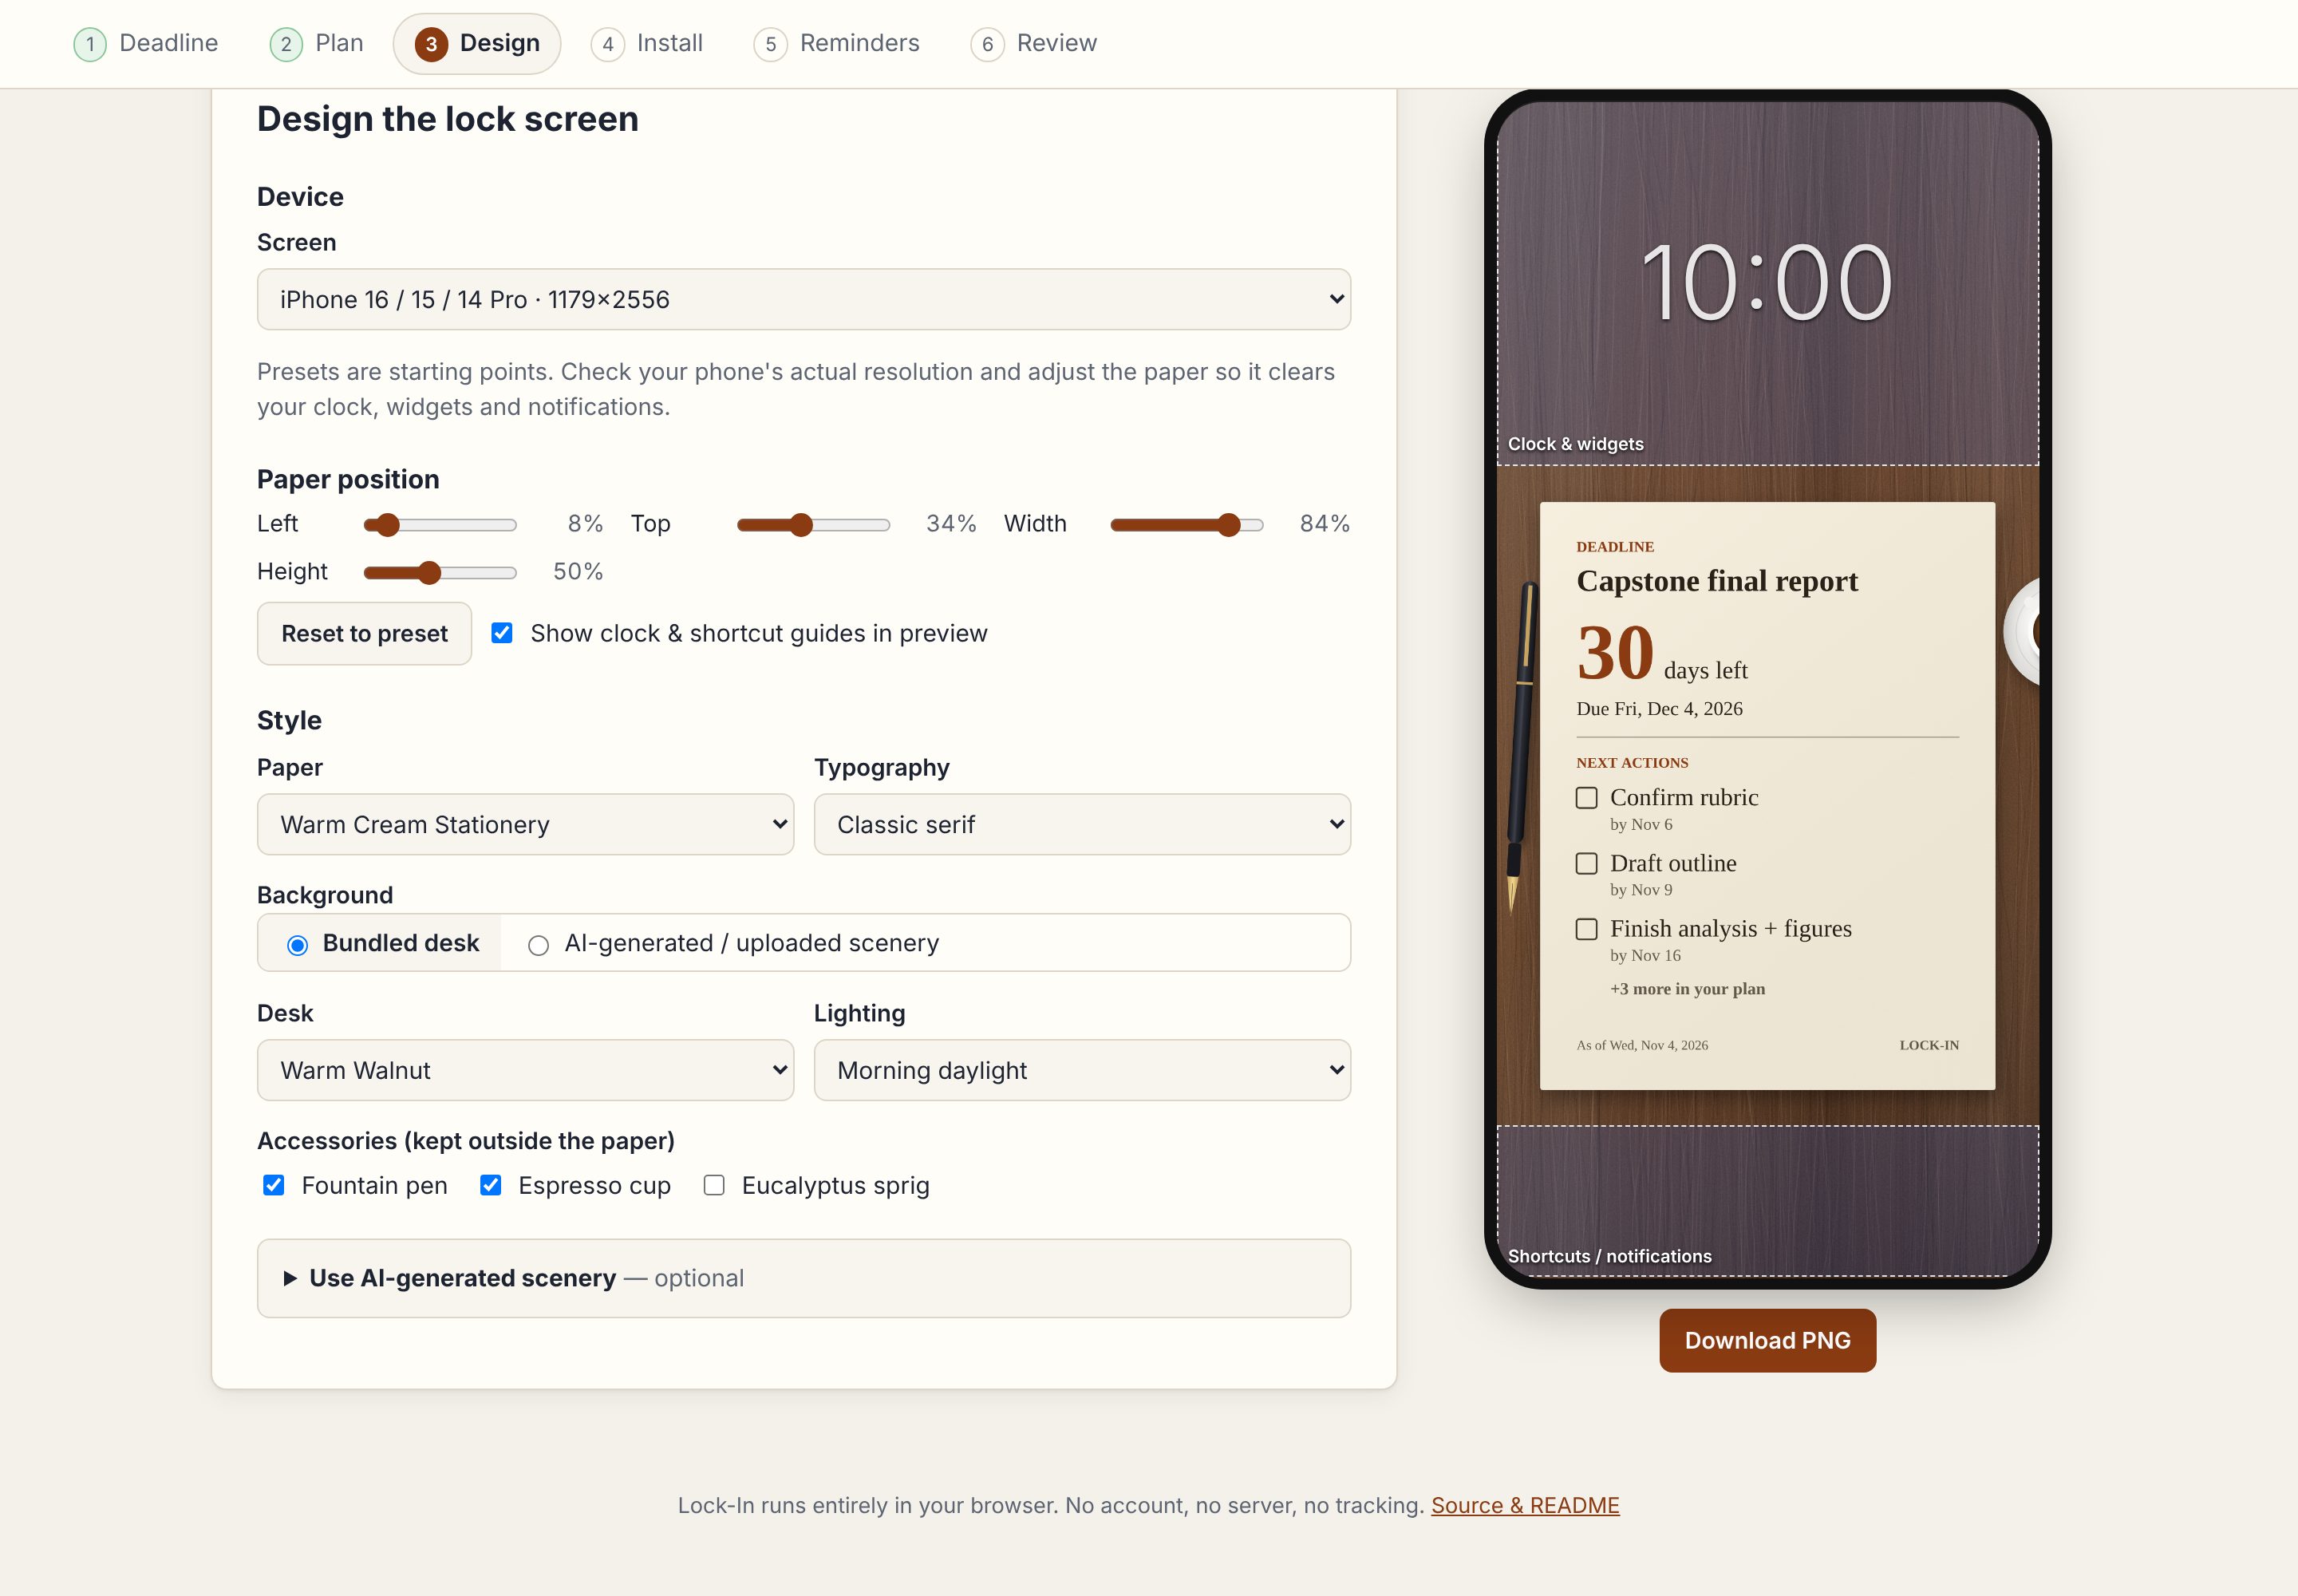 1 Deadline
2 Plan
3 Design
4 Install
5 Reminders
6 Review
Design the lock screen
Device
Screen
iPhone 16 / 15 / 14 Pro · 1179×2556
Presets are starting points. Check your phone's actual resolution and adjust the paper so it clears
your clock, widgets and notifications.
Paper position
Left 8% Top 34% Width 84%
Height 50%
Reset to preset Show clock & shortcut guides in preview
Style
Paper Typography
Warm Cream Stationery Classic serif
Background
Bundled desk AI-generated / uploaded scenery
Desk Lighting
Warm Walnut Morning daylight
Accessories (kept outside the paper)
Fountain pen Espresso cup Eucalyptus sprig
Use AI-generated scenery — optional
10:00
Clock & widgets
DEADLINE
Capstone final report
30 days left
Due Fri, Dec 4, 2026
NEXT ACTIONS
Confirm rubric
by Nov 6
Draft outline
by Nov 9
Finish analysis + figures
by Nov 16
+3 more in your plan
As of Wed, Nov 4, 2026 LOCK-IN
Shortcuts / notifications
Download PNG
Lock-In runs entirely in your browser. No account, no server, no tracking. Source & README